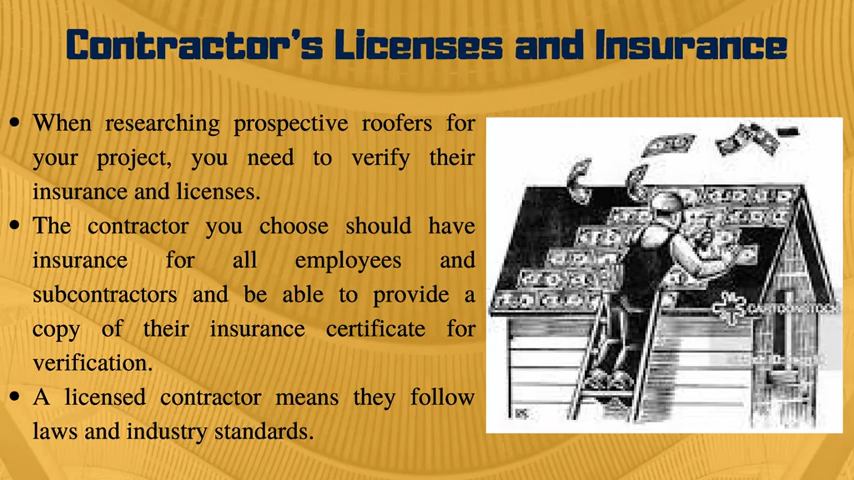 Contractor's Licenses and Insurance
• When researching prospective roofers for
your project, you need to verify their
insurance and licenses.
• The contractor you choose should have
insurance for all employees and
subcontractors and be able to provide a
copy of their insurance certificate for
verification.
• A licensed contractor means they follow
laws and industry standards.
CARTOONSTOCK